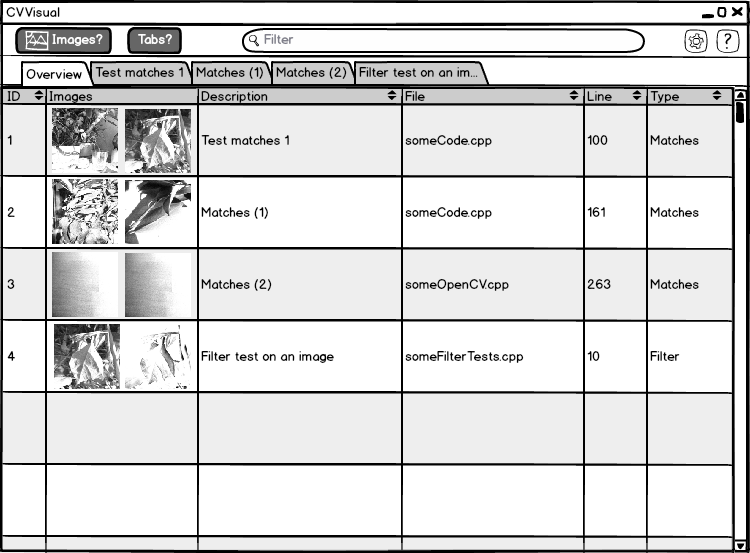 CVVisual
Images? Tabs? Filter ?
Overview Test matches 1 Matches (1) Matches (2) Filter test on an im...
ID Images Description File Line Type
1 Test matches 1 someCode.cpp 100 Matches
2 Matches (1) someCode.cpp 161 Matches
3 Matches (2) someOpenCV.cpp 263 Matches
4 Filter test on an image someFilterTests.cpp 10 Filter